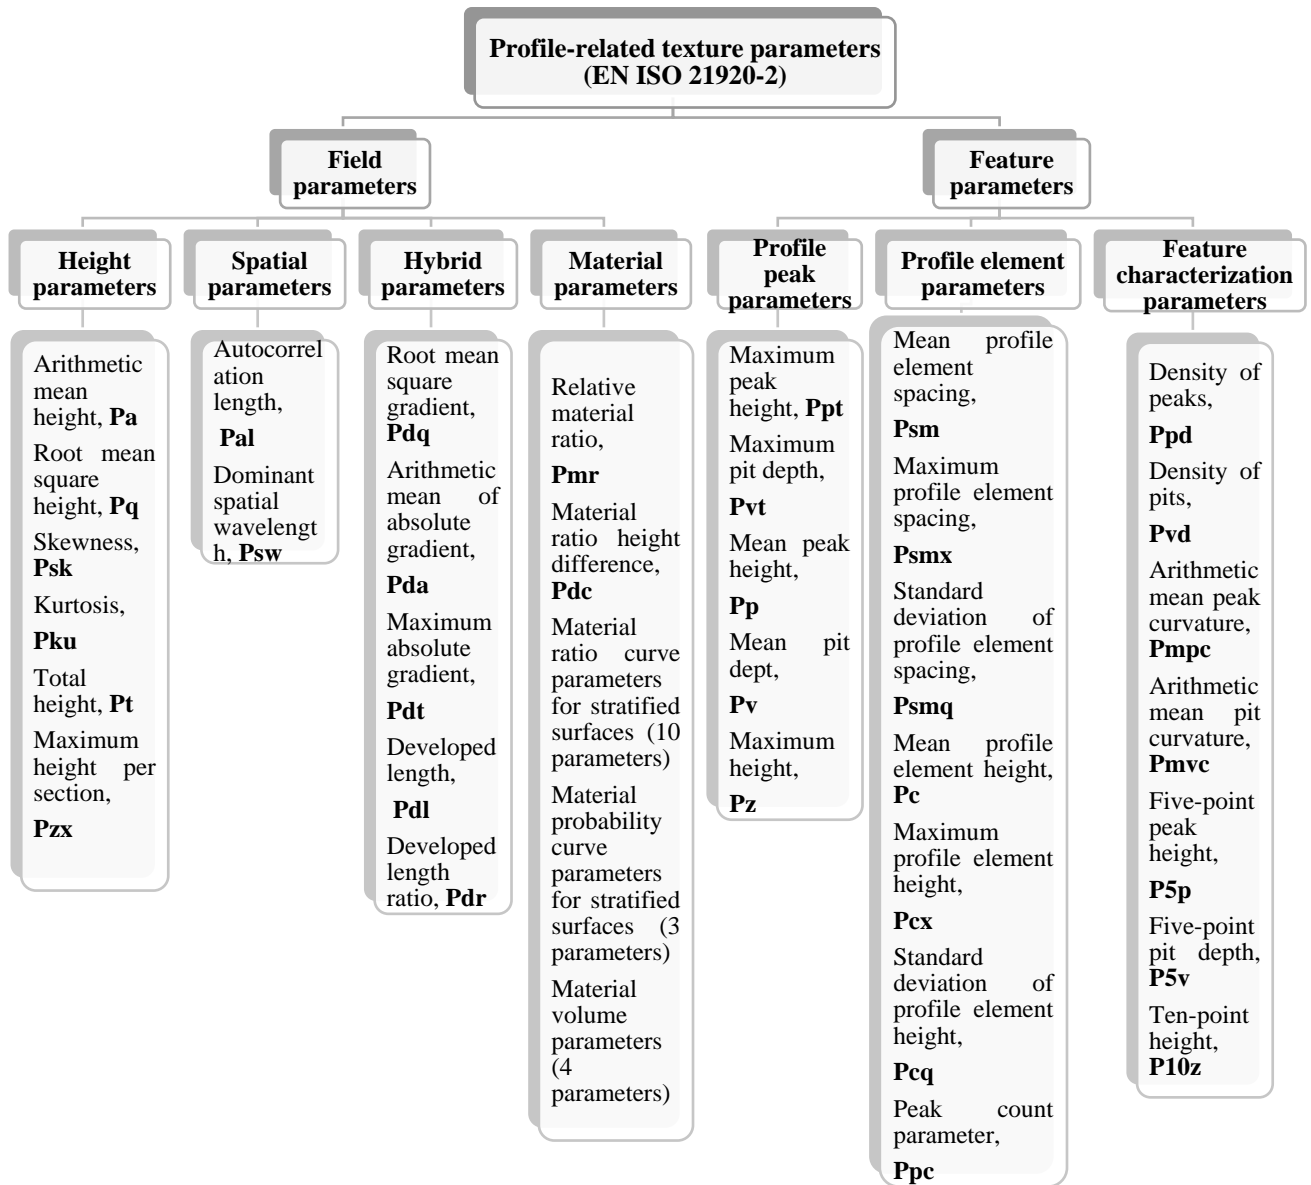 Profile-related texture parameters
(EN ISO 21920-2)
Field
parameters
Feature
parameters
Height
parameters
Spatial
parameters
Hybrid
parameters
Material
parameters
Profile
peak
parameters
Profile element
parameters
Feature
characterization
parameters
Arithmetic
mean
height, Pa
Root mean
square
height, Pq
Skewness,
Psk
Kurtosis,
Pku
Total
height, Pt
Maximum
height per
section,
Pzx
Autocorrel
ation
length,
Pal
Dominant
spatial
wavelengt
h, Psw
Root mean
square
gradient,
Pdq
Arithmetic
mean of
absolute
gradient,
Pda
Maximum
absolute
gradient,
Pdt
Developed
length,
Pdl
Developed
length
ratio, Pdr
Relative
material
ratio,
Pmr
Material
ratio height
difference,
Pdc
Material
ratio curve
parameters
for stratified
surfaces (10
parameters)
Material
probability
curve
parameters
for stratified
surfaces (3
parameters)
Material
volume
parameters
(4
parameters)
Maximum
peak
height, Ppt
Maximum
pit depth,
Pvt
Mean peak
height,
Pp
Mean pit
dept,
Pv
Maximum
height,
Pz
Mean profile
element
spacing,
Psm
Maximum
profile element
spacing,
Psmx
Standard
deviation of
profile element
spacing,
Psmq
Mean profile
element height,
Pc
Maximum
profile element
height,
Pcx
Standard
deviation of
profile element
height,
Pcq
Peak count
parameter,
Ppc
Density of
peaks,
Ppd
Density of
pits,
Pvd
Arithmetic
mean peak
curvature,
Pmpc
Arithmetic
mean pit
curvature,
Pmvc
Five-point
peak
height,
P5p
Five-point
pit depth,
P5v
Ten-point
height,
P10z